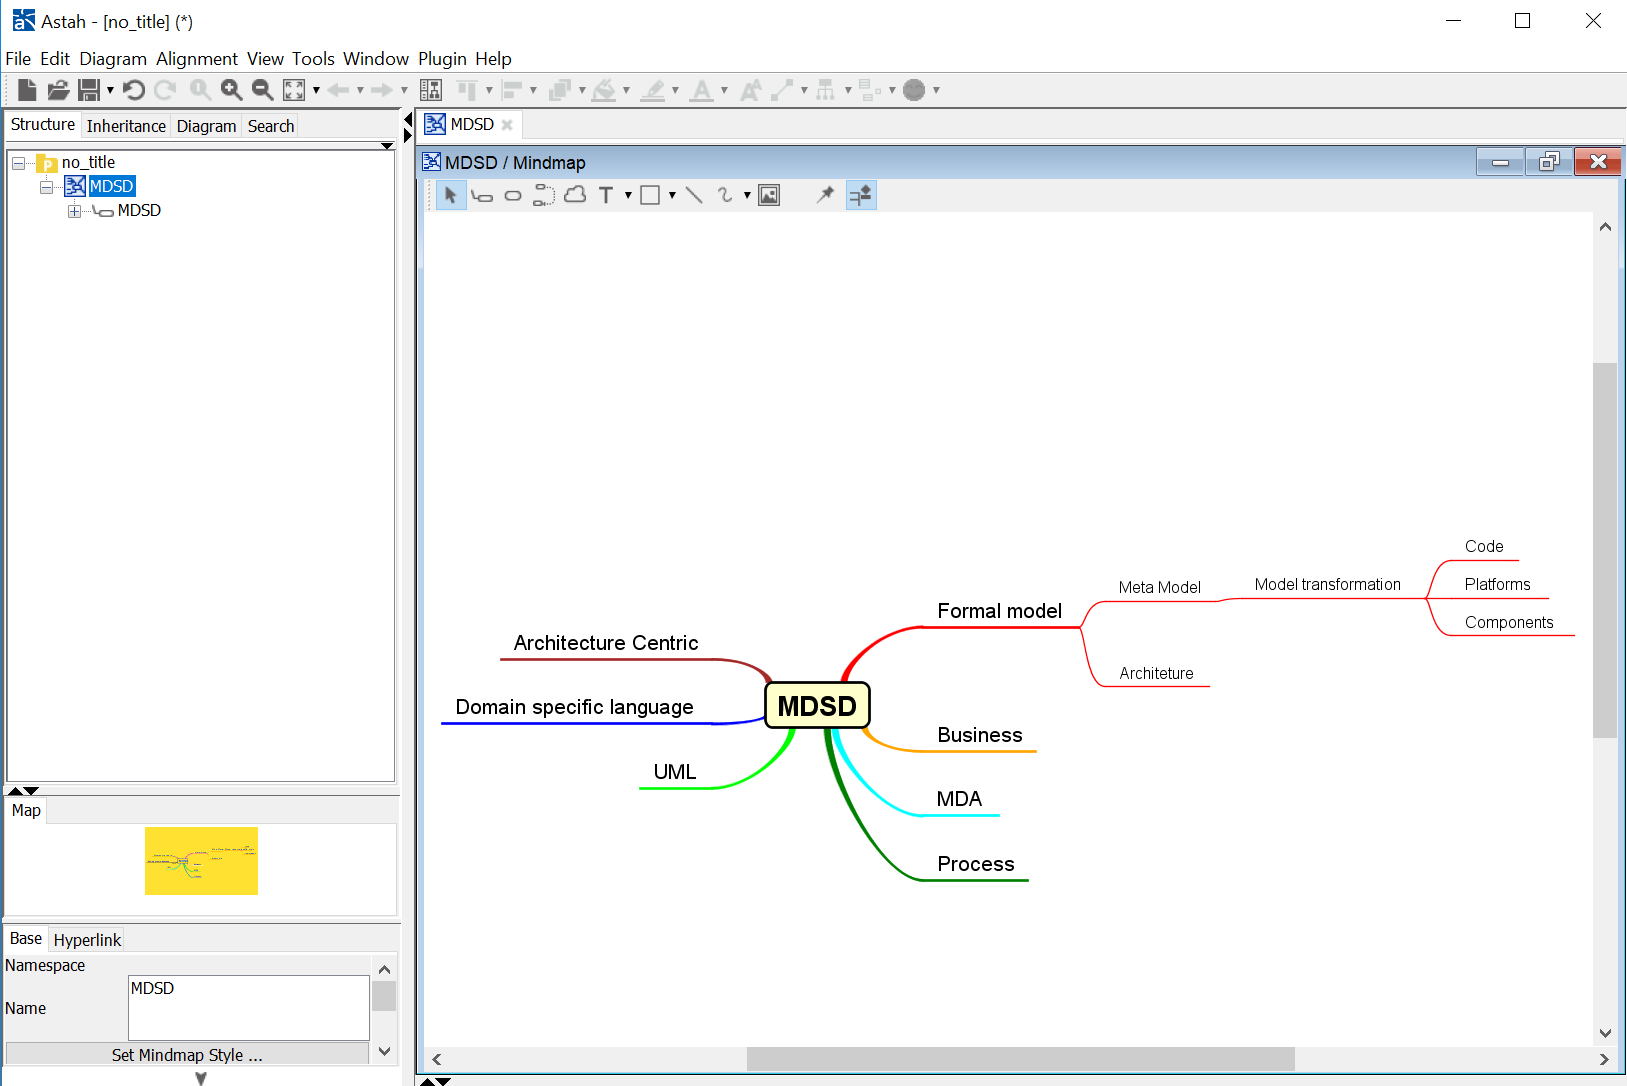 Astah - [no_title] (*)
File Edit Diagram Alignment View Tools Window Plugin Help
Structure Inheritance Diagram Search
no_title
MDSD
MDSD
Map
Base Hyperlink
Namespace
Name
MDSD
Set Mindmap Style ...
MDSD
MDSD / Mindmap
Code
Meta Model
Model transformation
Platforms
Formal model
Components
Architecture Centric
Architeture
MDSD
Domain specific language
Business
UML
MDA
Process